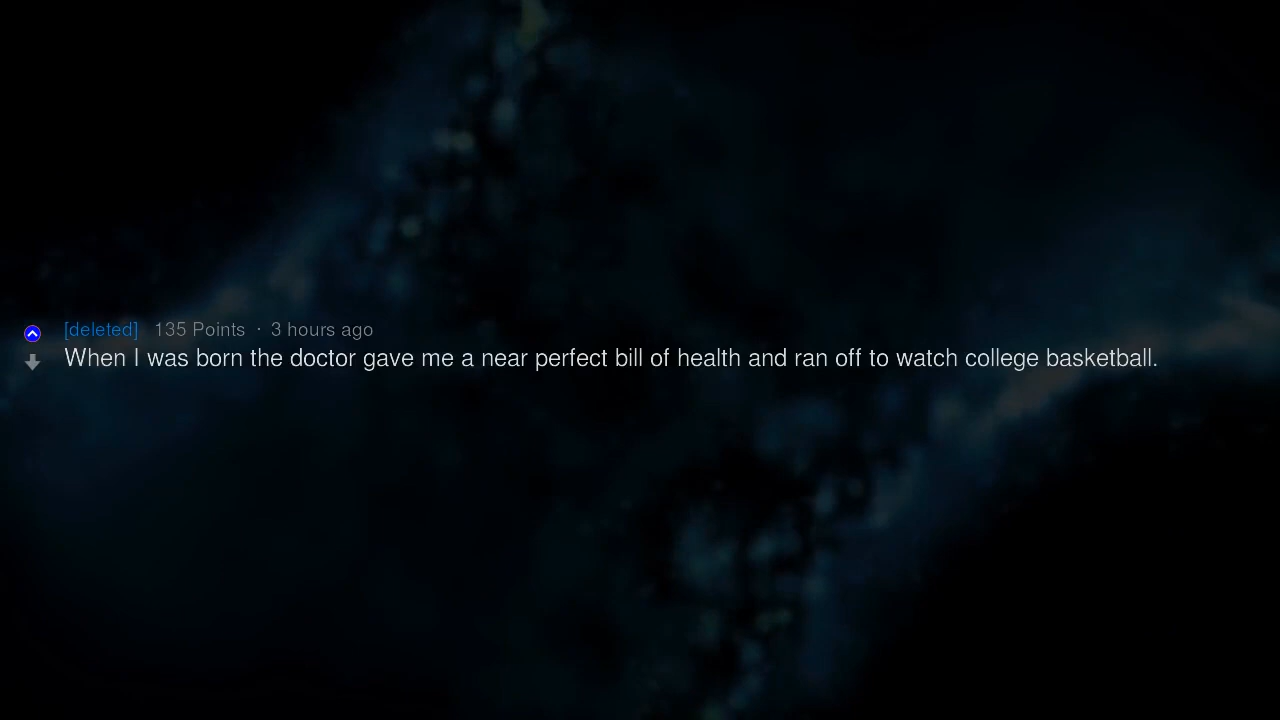 [deleted] 135 Points · 3 hours ago
When I was born the doctor gave me a near perfect bill of health and ran off to watch college basketball.